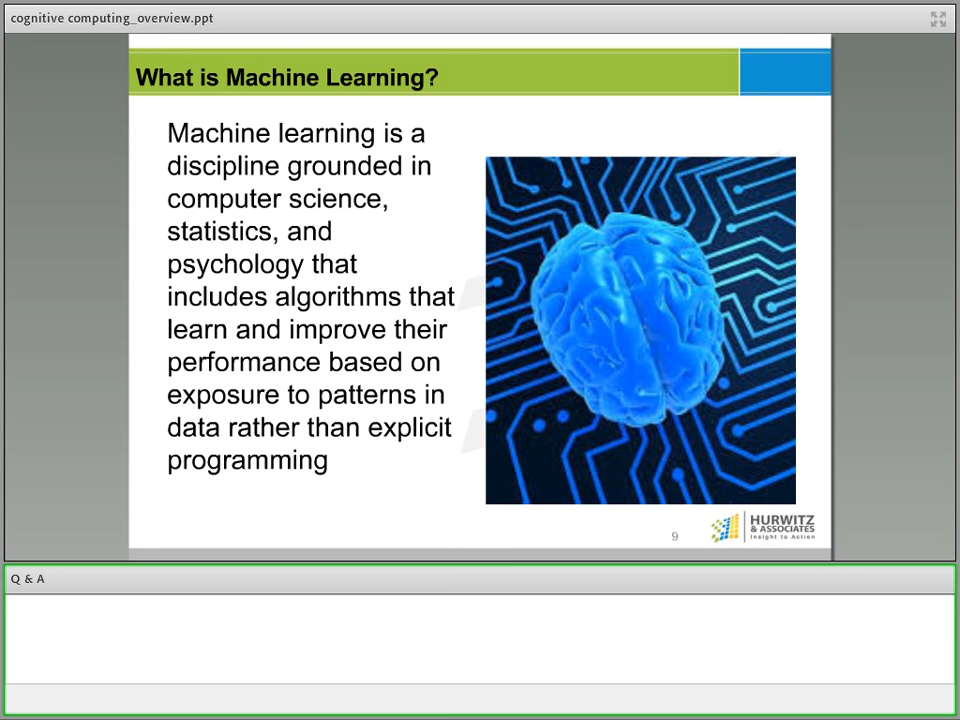 cognitive computing_overview.ppt
What is Machine Learning?
Machine learning is a
discipline grounded in
computer science,
statistics, and
psychology that
includes algorithms that
learn and improve their
performance based on
exposure to patterns in
data rather than explicit
programming
9
HURWITZ
& ASSOCIATES
Insight to Action
Q & A